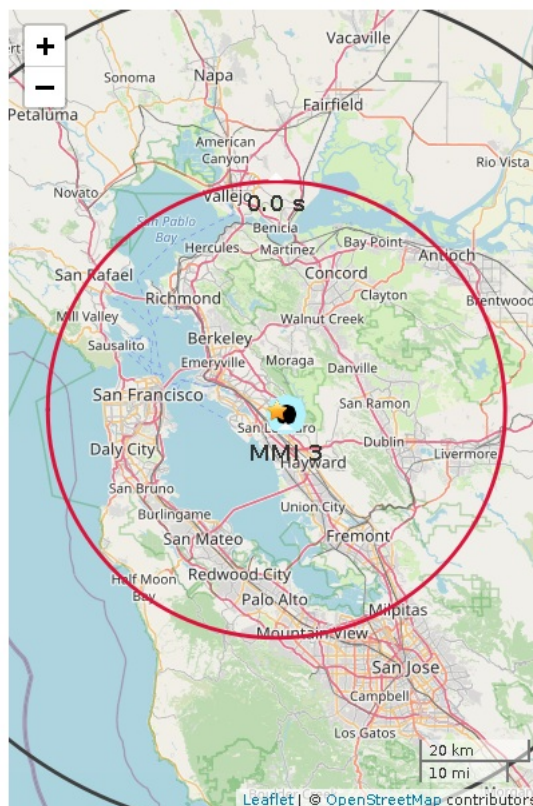 +
Vacaville
−
Sonoma
Napa
Fairfield
Petaluma
American
Canyon
Rio Vista
Novato
Vallejo
0.0 s
San Pablo
Bay
Benicia
Hercules
Martinez
Bay Point
Antioch
San Rafael
Concord
Richmond
Clayton
Brentwood
Mill Valley
Walnut Creek
Sausalito
Berkeley
Emeryville
Moraga
Danville
San Francisco
San Ramon
Daly City
MMI 3
Dublin
Hayward
Livermore
San Bruno
Burlingame
Union City
San Mateo
Fremont
Half Moon
Bay
Redwood City
Palo Alto
Milpitas
Mountain View
San Jose
Campbell
Los Gatos
20 km
10 mi
Leaflet | © OpenStreetMap contributors